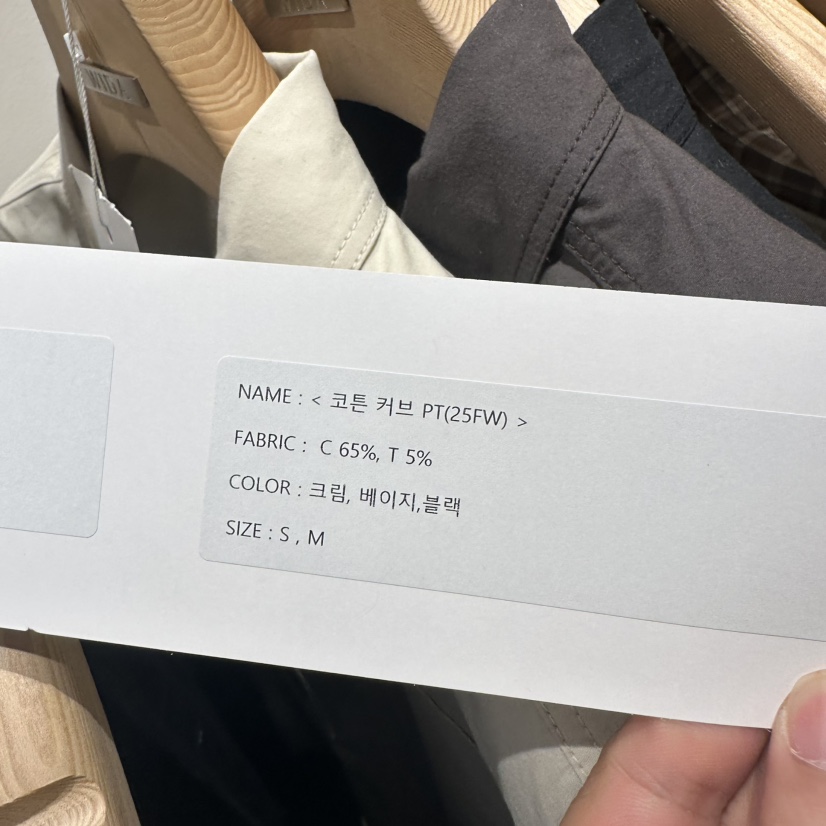 NAME : < 코튼 커브 PT(25FW) >
FABRIC : C 65%, T 5%
COLOR : 크림, 베이지,블랙
SIZE : S , M